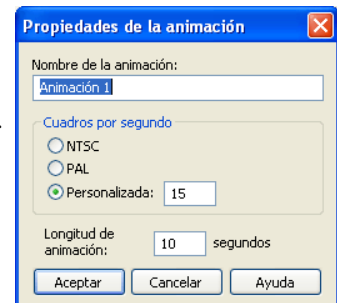 Propiedades de la animación
Nombre de la animación:
Animación 1
Cuadros por segundo
NTSC
PAL
Personalizada: 15
Longitud de
animación: 10 segundos
Aceptar Cancelar Ayuda